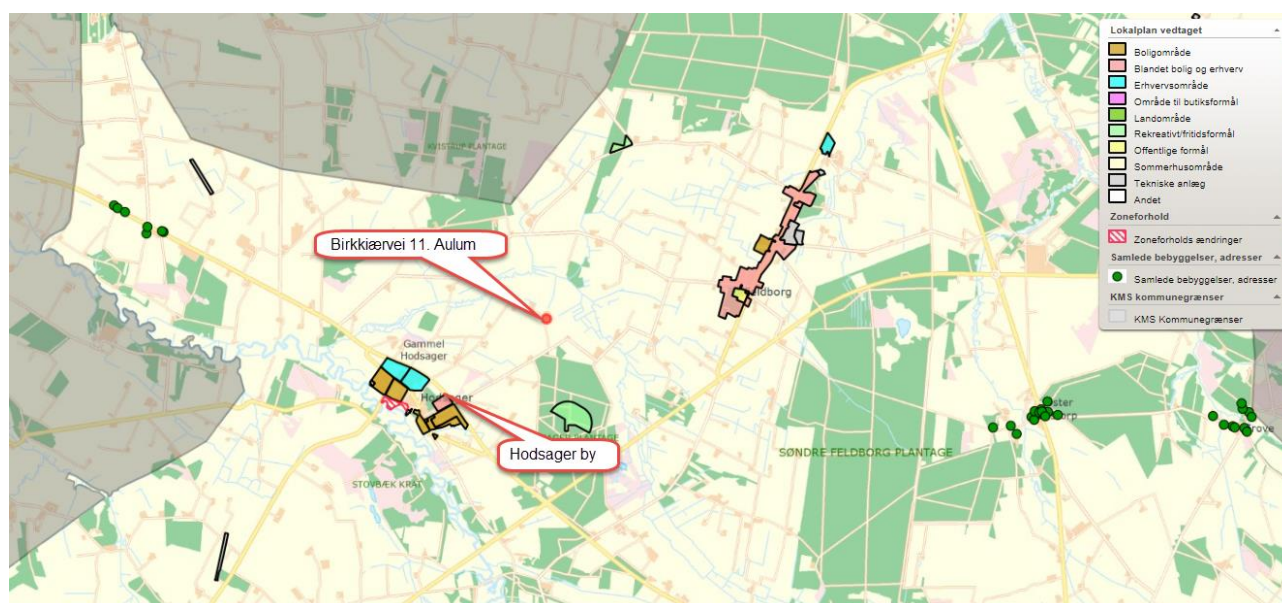 Lokalplan vedtaget
Boligområde
Blandet bolig og erhverv
Erhvervsområde
Område til butiksformål
Landområde
Rekreativt/fritidsformål
Offentlige formål
Sommerhusområde
Tekniske anlæg
Andet
Zoneforhold
Zoneforholds ændringer
Samlede bebyggelser, adresser
Samlede bebyggelser, adresser
KMS kommunegrænser
KMS Kommunegrænser
KVISTRUP PLANTAGE
Birkkiærvei 11. Aulum
Gammel
Hodsager
Hodsager by
STOVBÆK KRAT
SØNDRE FELDBORG PLANTAGE